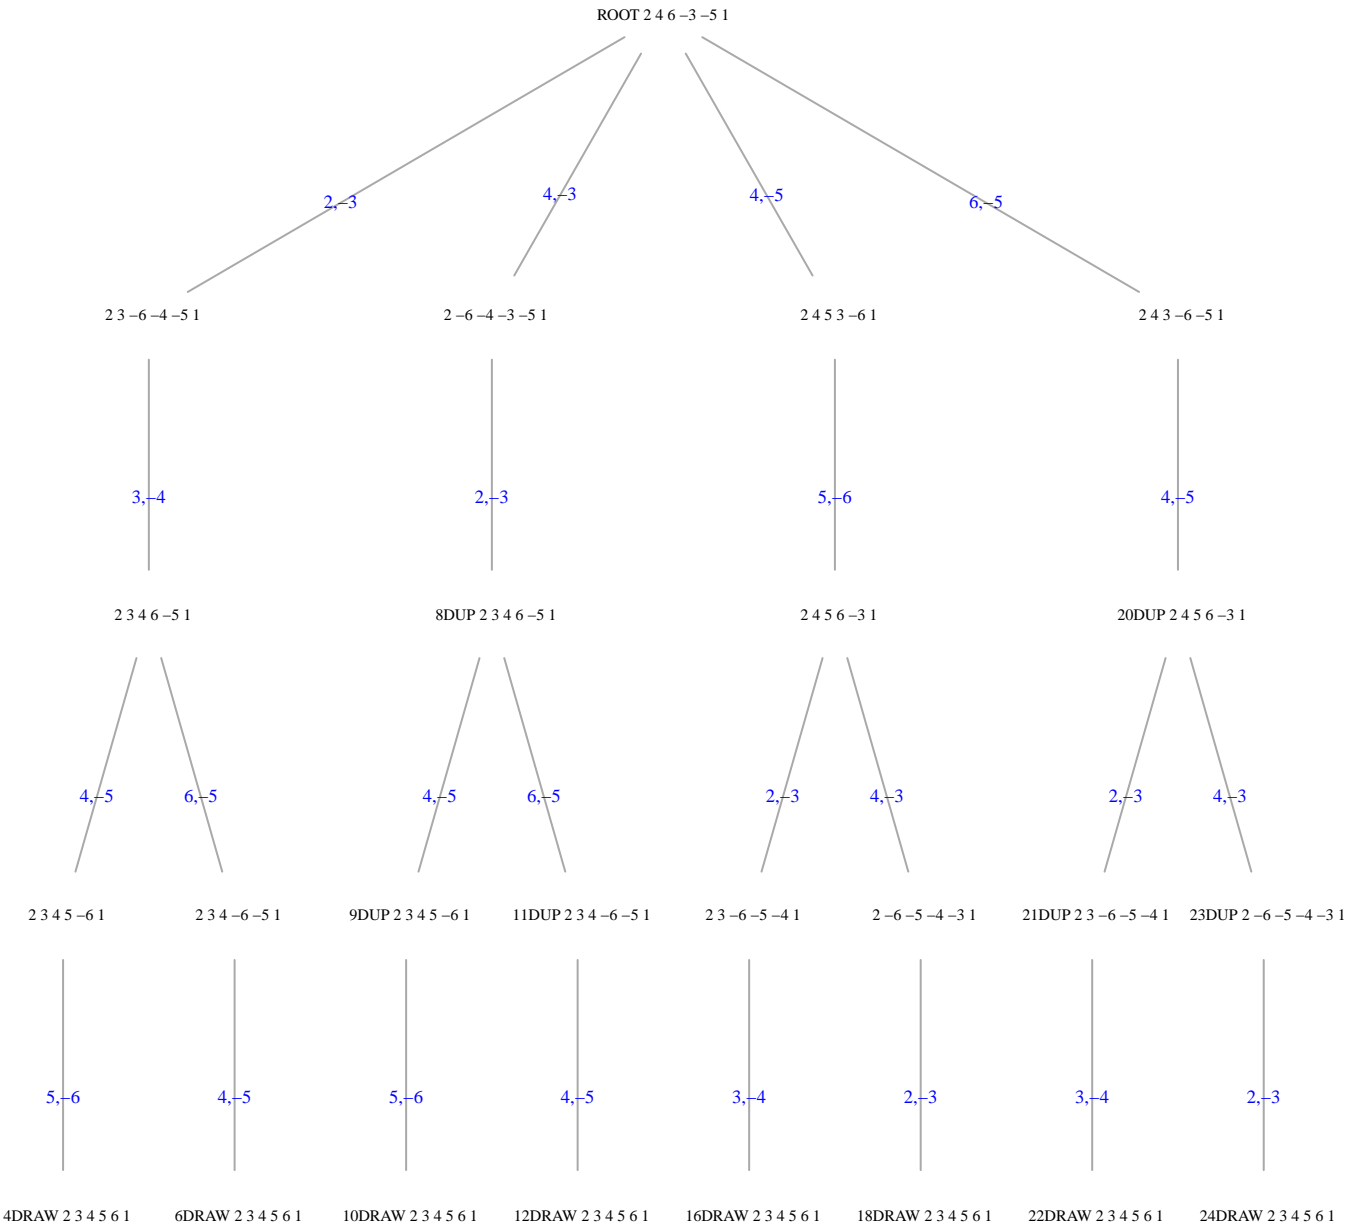 ROOT 2 4 6 −3 −5 1
2,−3 4,−3 4,−5 6,−5
2 3 −6 −4 −5 1 2 −6 −4 −3 −5 1 2 4 5 3 −6 1 2 4 3 −6 −5 1
3,−4 2,−3 5,−6 4,−5
2 3 4 6 −5 1 8DUP 2 3 4 6 −5 1 2 4 5 6 −3 1 20DUP 2 4 5 6 −3 1
4,−5 6,−5 4,−5 6,−5 2,−3 4,−3 2,−3 4,−3
2 3 4 5 −6 1 2 3 4 −6 −5 1 9DUP 2 3 4 5 −6 1 11DUP 2 3 4 −6 −5 1 2 3 −6 −5 −4 1 2 −6 −5 −4 −3 1 21DUP 2 3 −6 −5 −4 1 23DUP 2 −6 −5 −4 −3 1
5,−6 4,−5 5,−6 4,−5 3,−4 2,−3 3,−4 2,−3
4DRAW 2 3 4 5 6 1 6DRAW 2 3 4 5 6 1 10DRAW 2 3 4 5 6 1 12DRAW 2 3 4 5 6 1 16DRAW 2 3 4 5 6 1 18DRAW 2 3 4 5 6 1 22DRAW 2 3 4 5 6 1 24DRAW 2 3 4 5 6 1